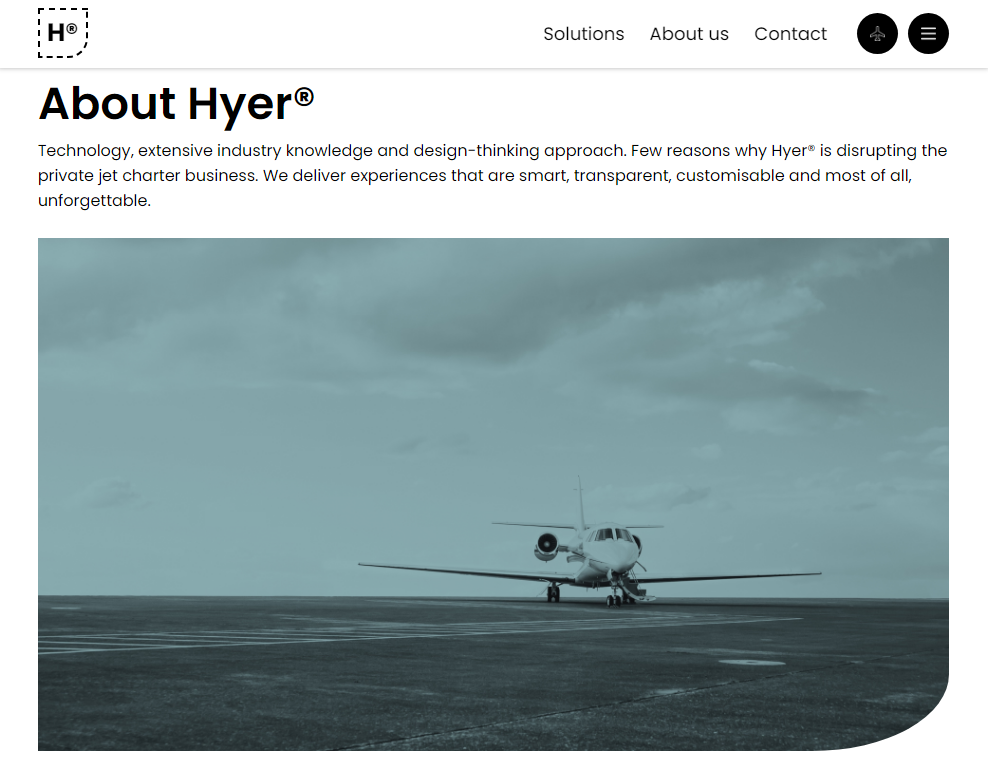 H®
Solutions About us Contact
About Hyer®
Technology, extensive industry knowledge and design-thinking approach. Few reasons why Hyer® is disrupting the
private jet charter business. We deliver experiences that are smart, transparent, customisable and most of all,
unforgettable.